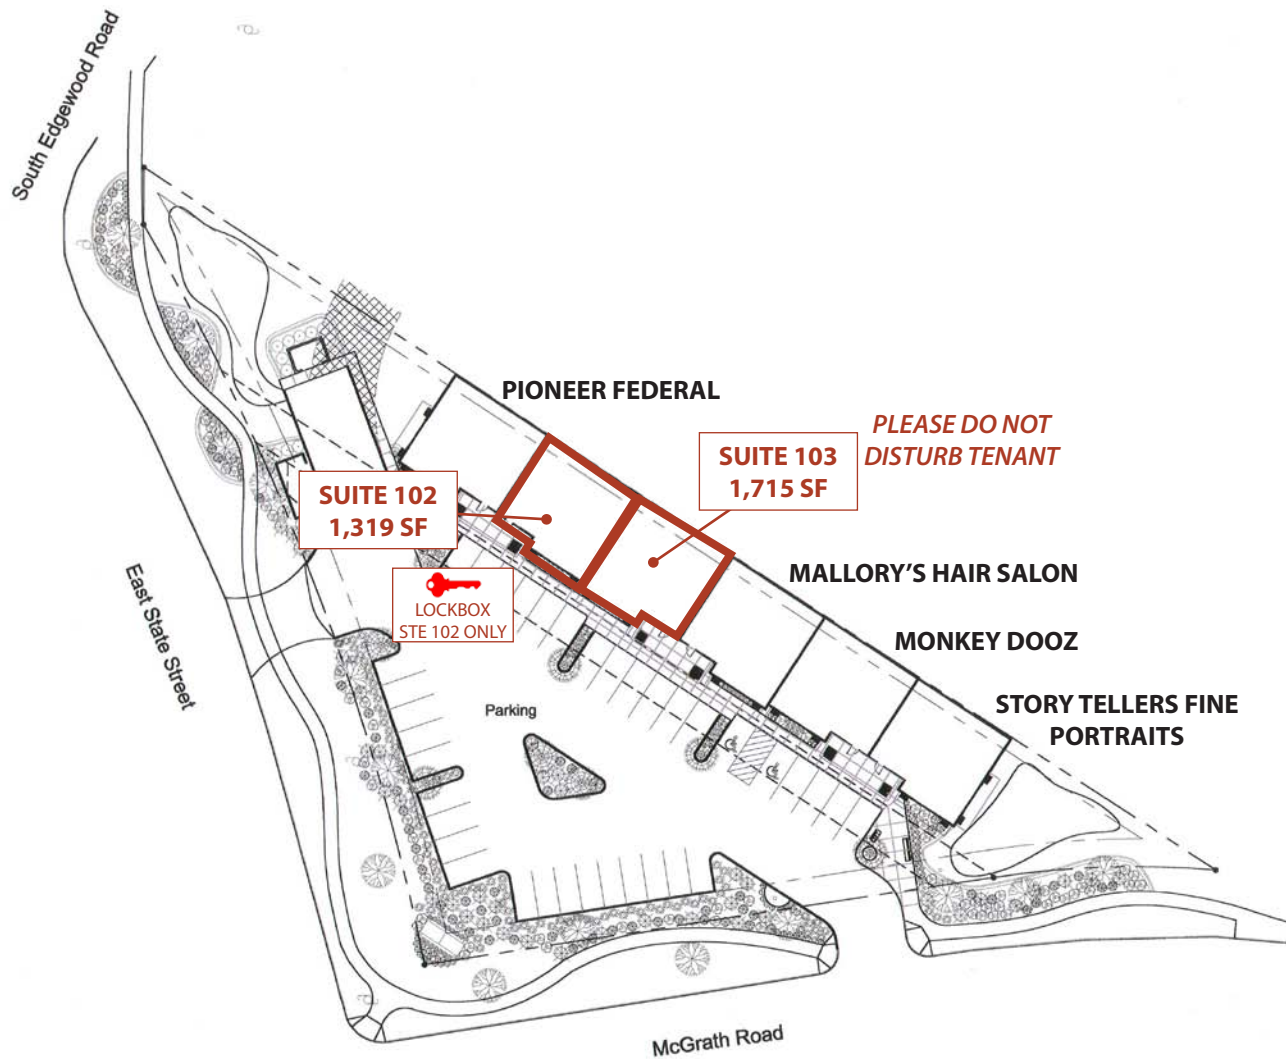 South Edgewood Road
PIONEER FEDERAL
PLEASE DO NOT
DISTURB TENANT
SUITE 103
1,715 SF
SUITE 102
1,319 SF
LOCKBOX
STE 102 ONLY
MALLORY'S HAIR SALON
MONKEY DOOZ
STORY TELLERS FINE
PORTRAITS
East State Street
Parking
McGrath Road